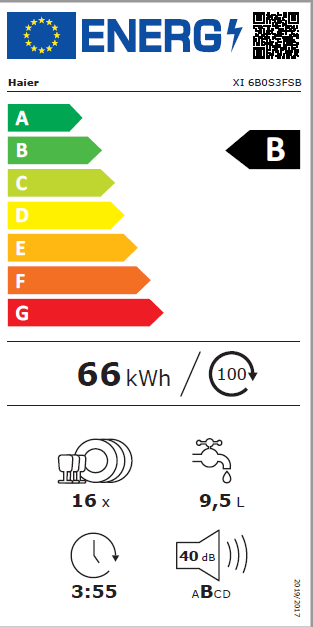 ENERG
Haier XI 6B0S3FSB
A
B
B
C
D
E
F
G
66 kWh / 100
16 x 9,5 L
40 dB
3:55 ABCD
2019/2017